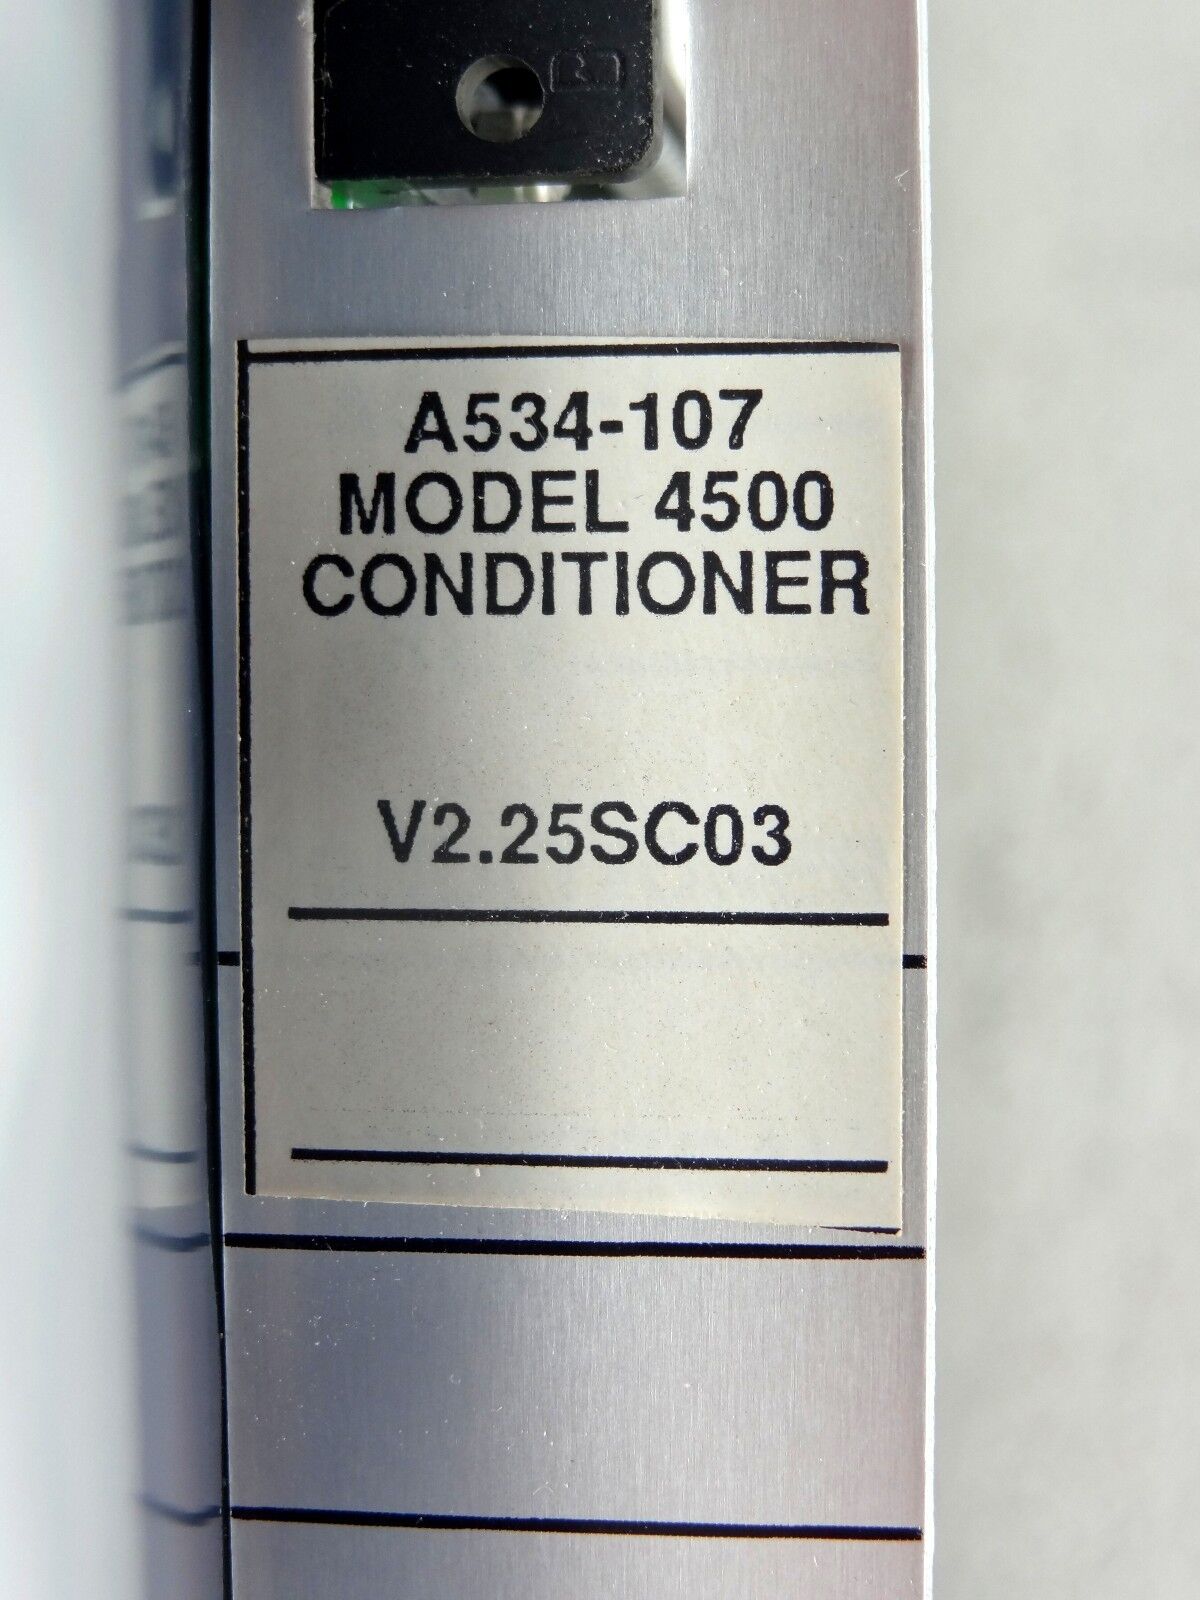 A534-107
MODEL 4500
CONDITIONER
V2.25SC03